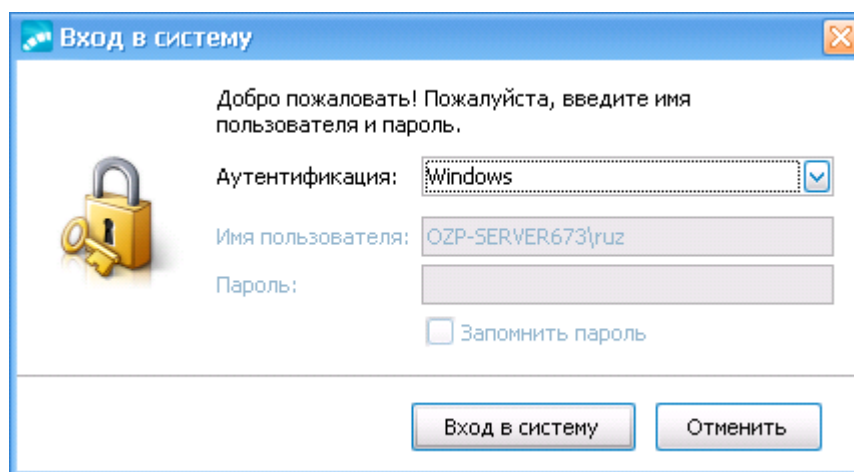 Вход в систему
Добро пожаловать! Пожалуйста, введите имя
пользователя и пароль.
Аутентификация: Windows
Имя пользователя: OZP-SERVER673\ruz
Пароль:
Запомнить пароль
Вход в систему Отменить